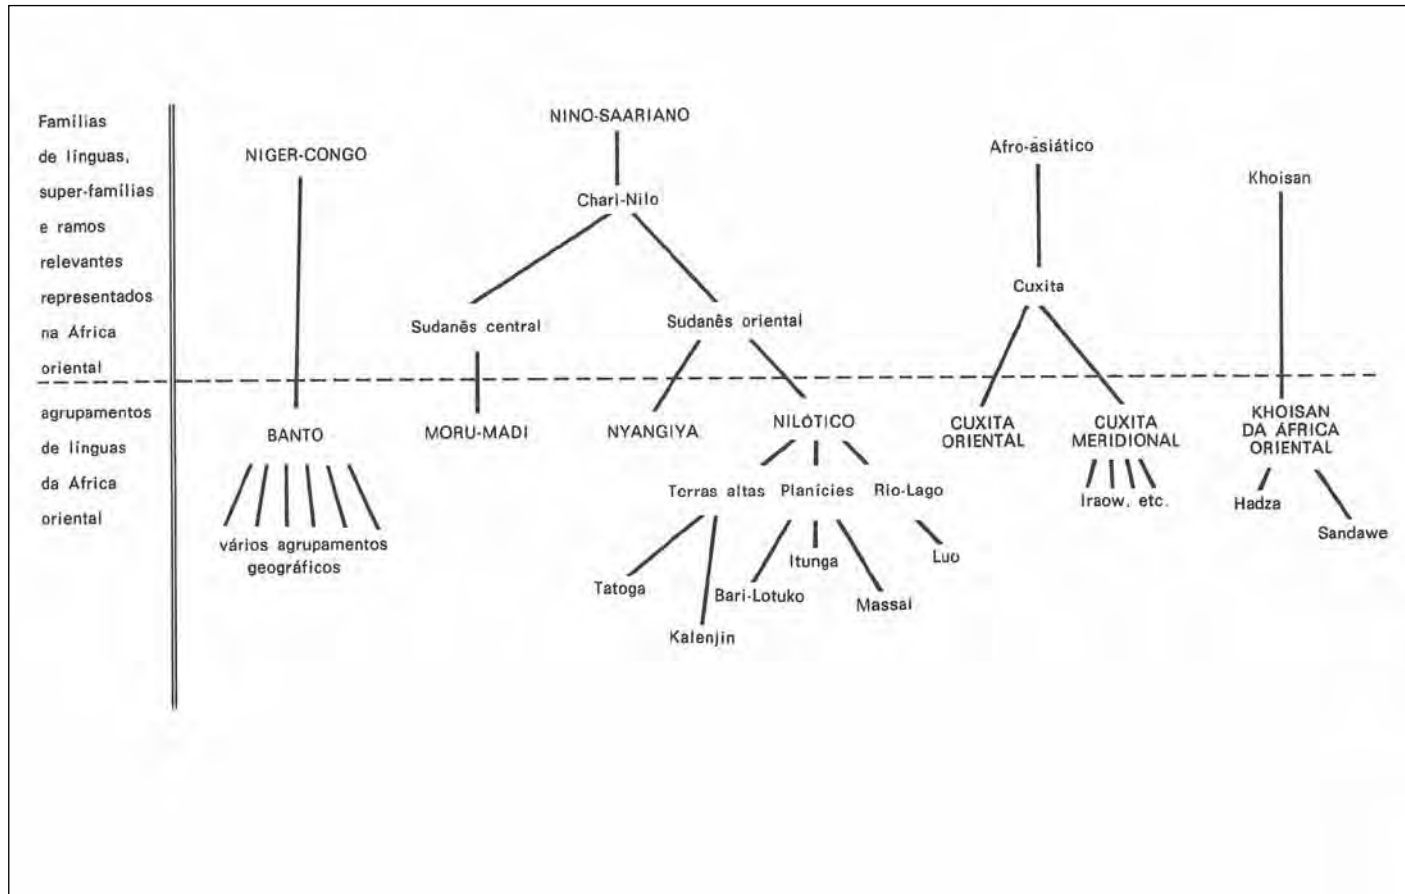 Famílias
de línguas,
super-famílias
e ramos
relevantes
representados
na África
oriental
agrupamentos
de línguas
da África
oriental
NIGER-CONGO
BANTO
vários agrupamentos
geográficos
NINO-SAARIANO
Chari-Nilo
Sudanês central
Sudanês oriental
MORU-MADI
NYANGIYA
NILÓTICO
Terras altas
Planícies
Rio-Lago
Tatoga
Kalenjin
Bari-Lotuko
Itunga
Massai
Luo
Afro-asiático
Cuxita
CUXITA
ORIENTAL
CUXITA
MERIDIONAL
Iraow, etc.
Khoisan
KHOISAN
DA ÁFRICA
ORIENTAL
Hadza
Sandawe